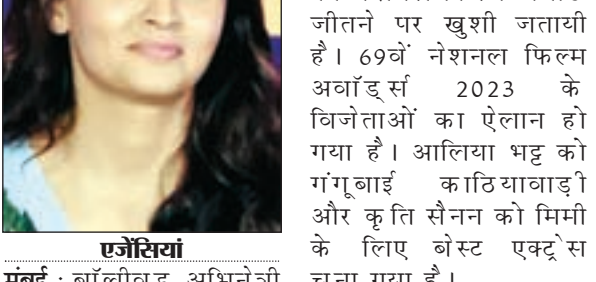 एजेंसियां
मुंबई : बॉलीवुड अभिनेत्री
जीतने पर खुशी जतायी
है। 69वें नेशनल फिल्म
अवॉर्ड्स 2023 के
विजेताओं का ऐलान हो
गया है। आलिया भट्ट को
गंगूबाई काठियावाड़ी
और कृति सैनन को मिमी
के लिए बेस्ट एक्ट्रेस
चुना गया है।